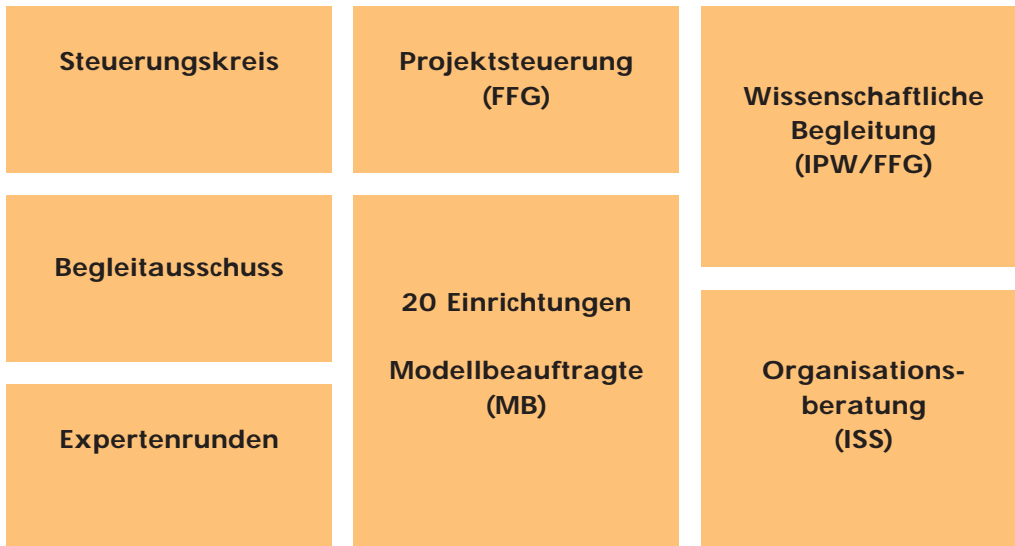 Steuerungskreis
Begleitausschuss
Expertenrunden
Projektsteuerung
(FFG)
20 Einrichtungen
Modellbeauftragte
(MB)
Wissenschaftliche
Begleitung
(IPW/FFG)
Organisations-
beratung
(ISS)